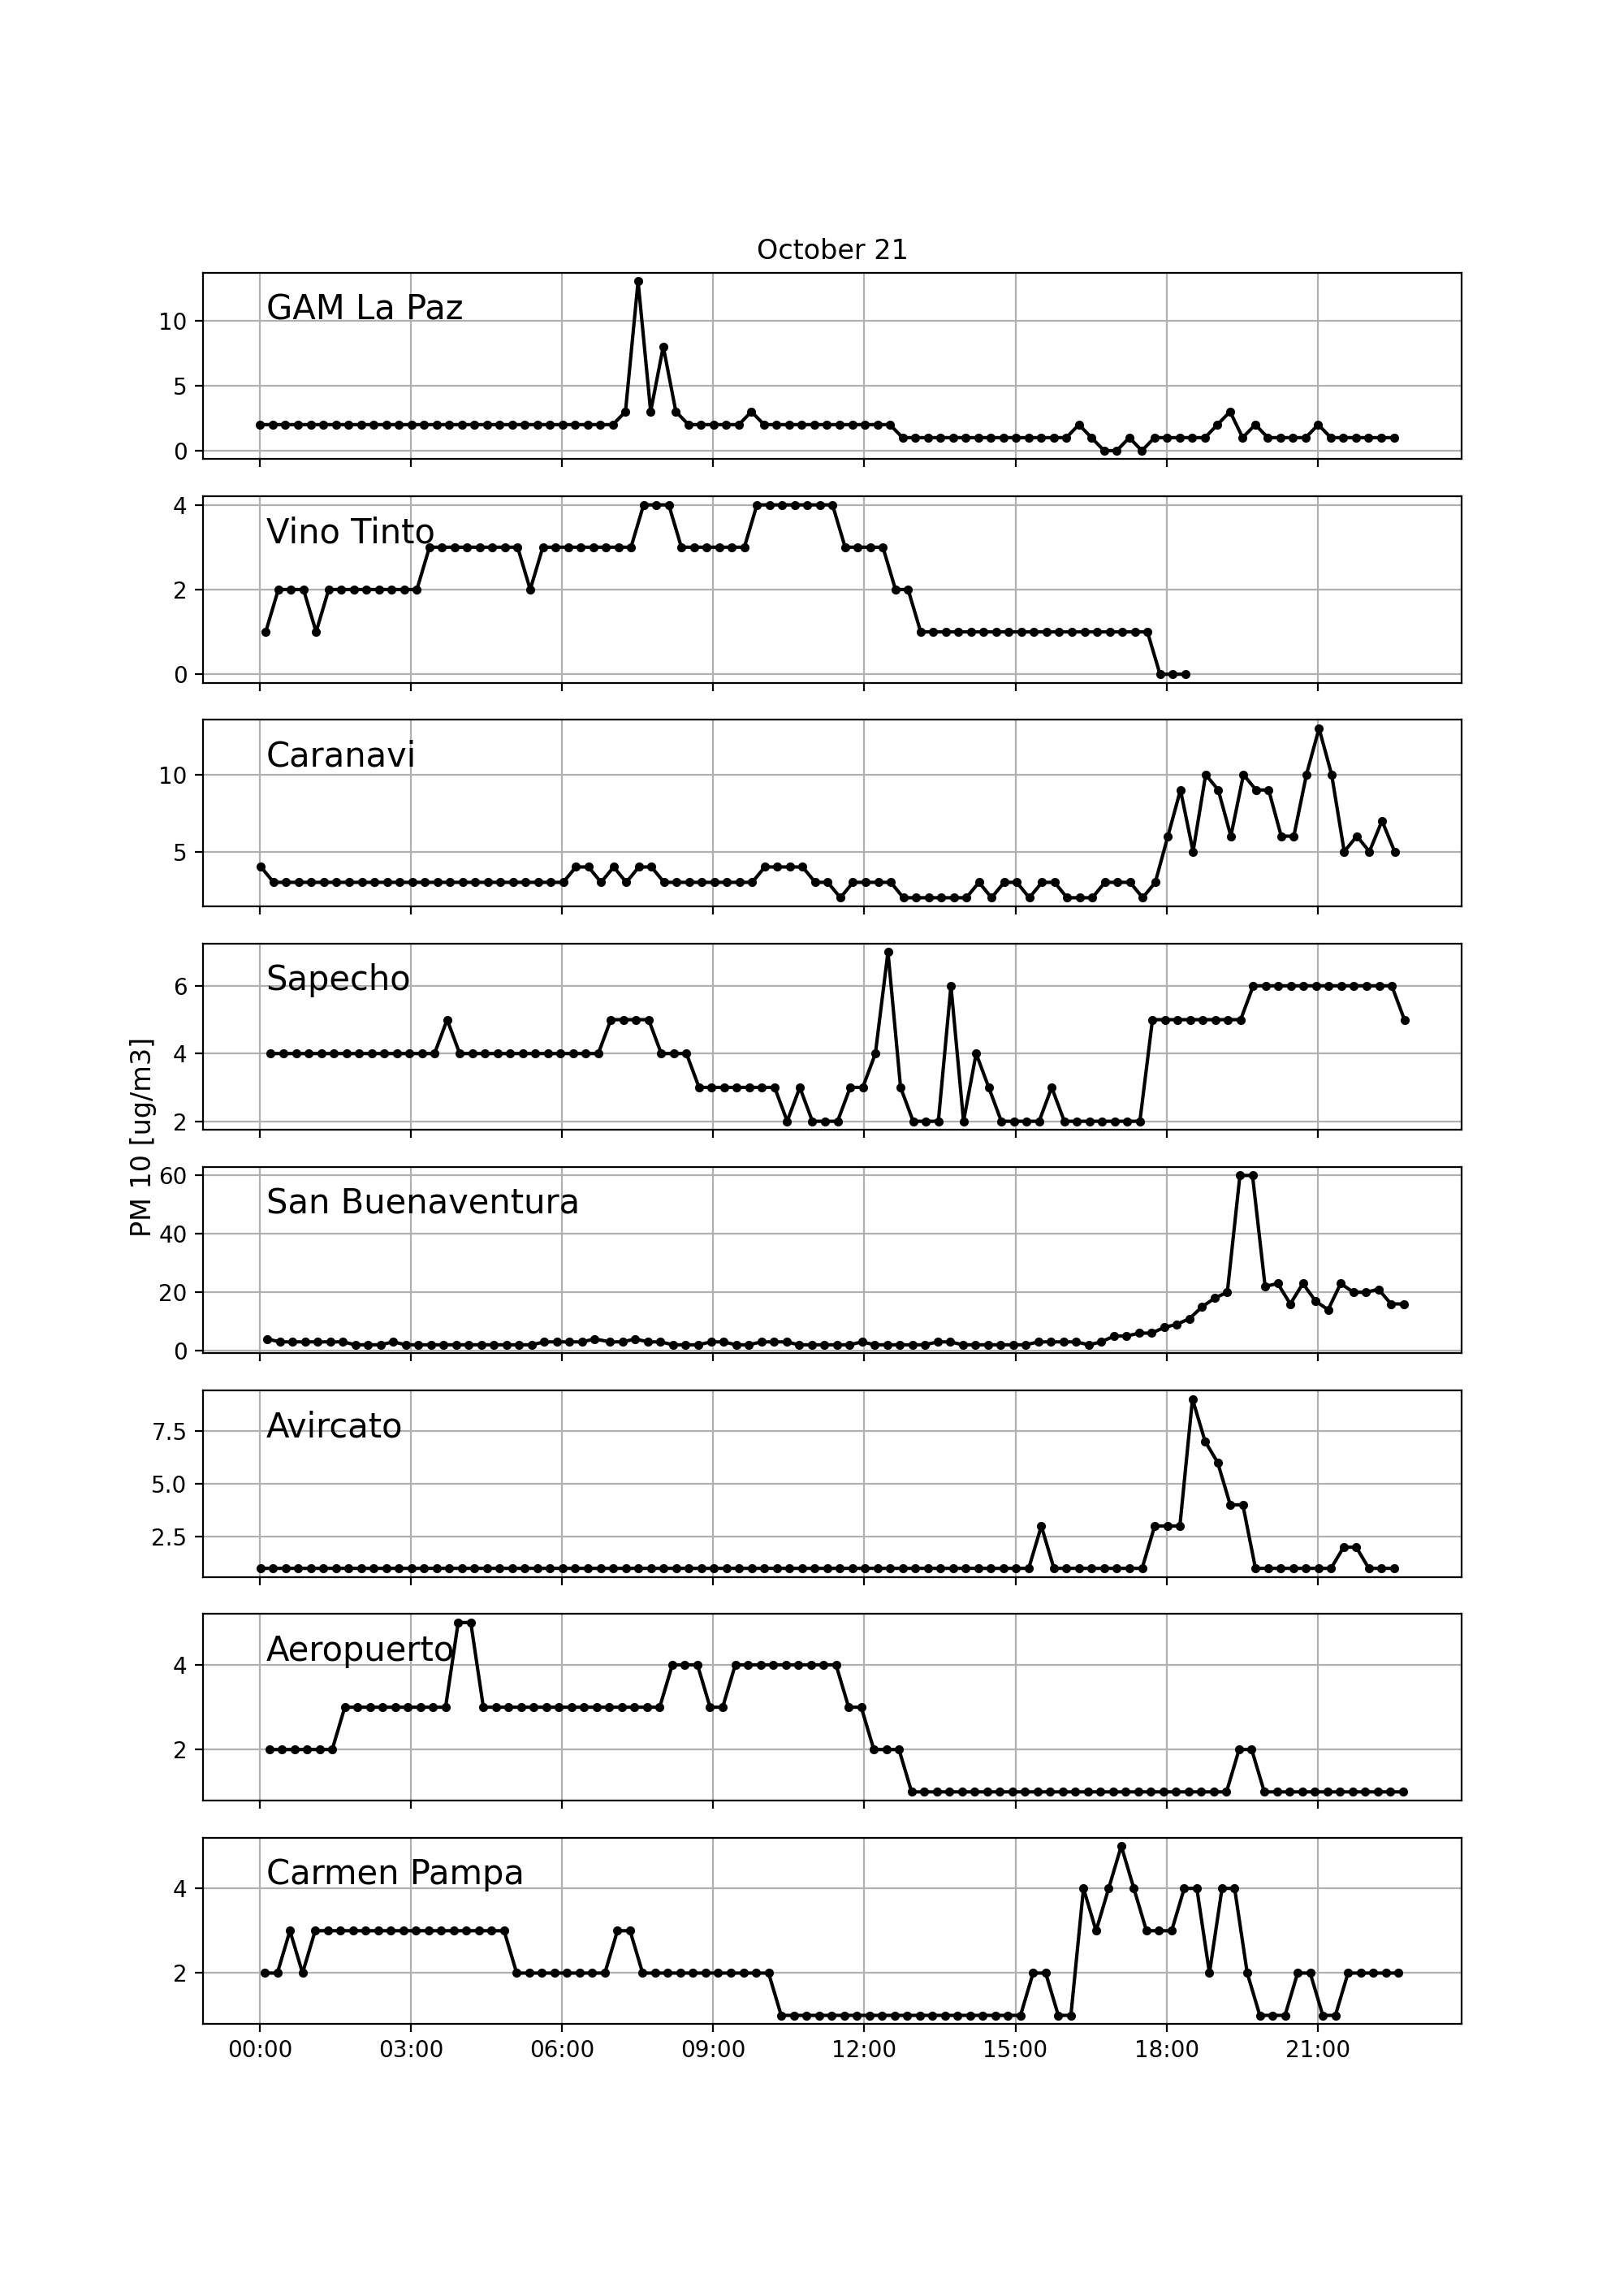 October 21
GAM La Paz
10
5
0
Vino Tinto
4
2
0
Caranavi
10
5
Sapecho
6
4
2
PM 10 [ug/m3]
San Buenaventura
60
40
20
0
Avircato
7.5
5.0
2.5
Aeropuerto
4
2
Carmen Pampa
4
2
00:00 03:00 06:00 09:00 12:00 15:00 18:00 21:00